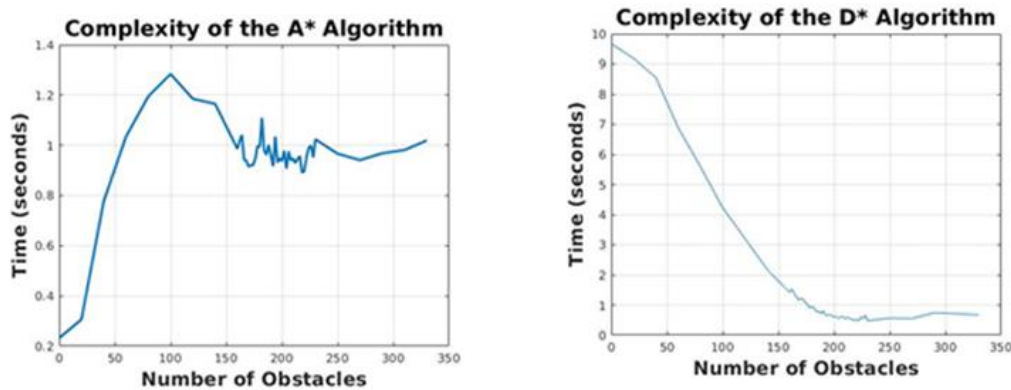 Complexity of the A* Algorithm
1.4
1.2
1
0.8
0.6
0.4
0.2
Time (seconds)
0 50 100 150 200 250 300 350
Number of Obstacles
Complexity of the D* Algorithm
10
9
8
7
6
5
4
3
2
1
0
Time (seconds)
0 50 100 150 200 250 300 350
Number of Obstacles